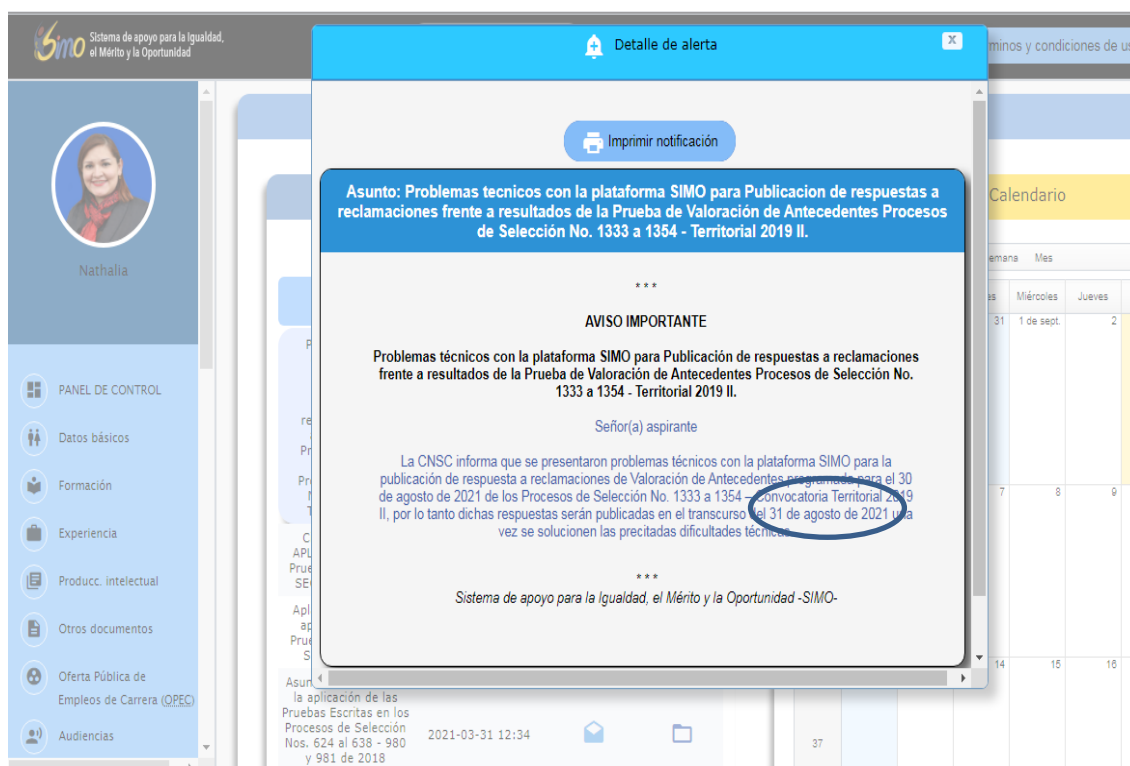 Simo
Sistema de apoyo para la Igualdad,
el Mérito y la Oportunidad
Nathalia
PANEL DE CONTROL
Datos básicos
Formación
Experiencia
Producc. intelectual
Otros documentos
Oferta Pública de
Empleos de Carrera (OPEC)
Audiencias
Detalle de alerta
x
Imprimir notificación
Asunto: Problemas tecnicos con la plataforma SIMO para Publicacion de respuestas a
reclamaciones frente a resultados de la Prueba de Valoración de Antecedentes Procesos
de Selección No. 1333 a 1354 - Territorial 2019 II.
* * *
AVISO IMPORTANTE
Problemas técnicos con la plataforma SIMO para Publicación de respuestas a reclamaciones
frente a resultados de la Prueba de Valoración de Antecedentes Procesos de Selección No.
1333 a 1354 - Territorial 2019 II.
Señor(a) aspirante
La CNSC informa que se presentaron problemas técnicos con la plataforma SIMO para la
publicación de respuesta a reclamaciones de Valoración de Antecedentes programada para el 30
de agosto de 2021 de los Procesos de Selección No. 1333 a 1354 – Convocatoria Territorial 2019
II, por lo tanto dichas respuestas serán publicadas en el transcurso del 31 de agosto de 2021 una
vez se solucionen las precitadas dificultades técnicas.
* * *
Sistema de apoyo para la Igualdad, el Mérito y la Oportunidad -SIMO-
la aplicación de las
Pruebas Escritas en los
Procesos de Selección
Nos. 624 al 638 - 980
y 981 de 2018
2021-03-31 12:34
minos y condiciones de us
Calendario
emana Mes
es Miércoles Jueves
31 1 de sept. 2
7 8 9
14 15 16
37